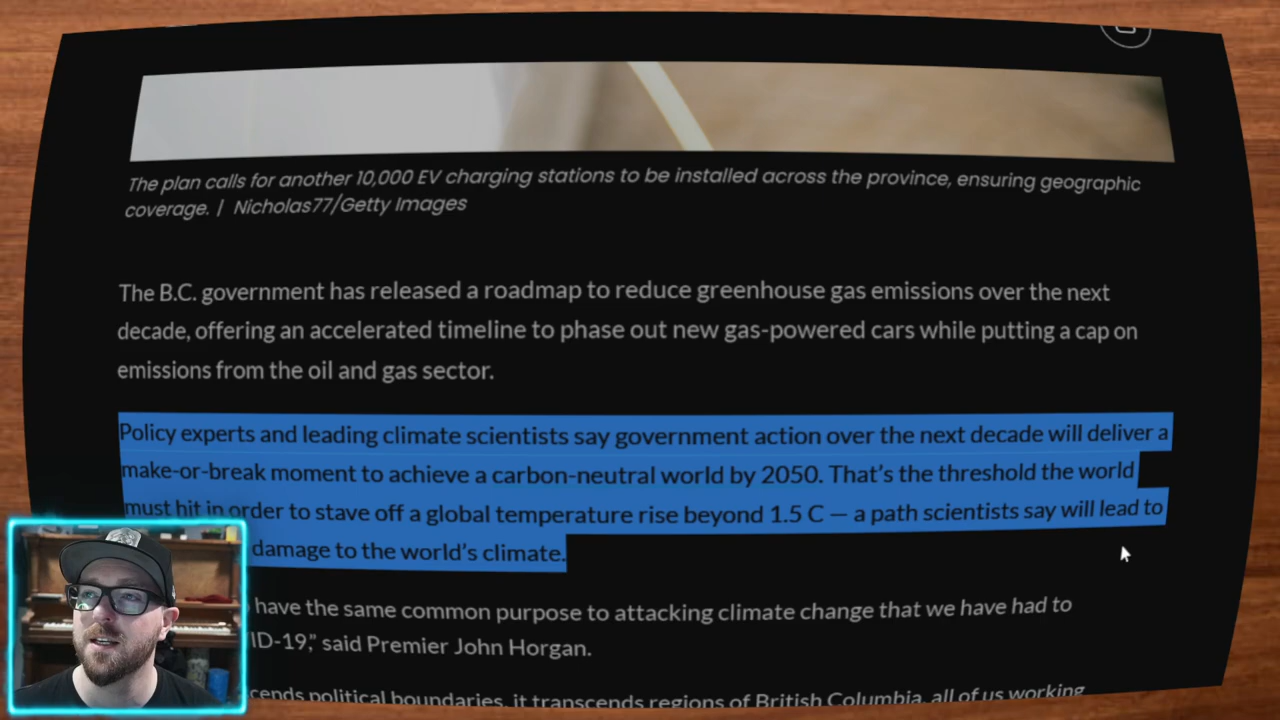 The plan calls for another 10,000 EV charging stations to be installed across the province, ensuring geographic
coverage. | Nicholas77/Getty Images
The B.C. government has released a roadmap to reduce greenhouse gas emissions over the next
decade, offering an accelerated timeline to phase out new gas-powered cars while putting a cap on
emissions from the oil and gas sector.
Policy experts and leading climate scientists say government action over the next decade will deliver a
make-or-break moment to achieve a carbon-neutral world by 2050. That’s the threshold the world
must hit in order to stave off a global temperature rise beyond 1.5 C — a path scientists say will lead to
damage to the world’s climate.
have the same common purpose to attacking climate change that we have had to
said Premier John Horgan.
political boundaries, it transcends regions of British Columbia, all of us working